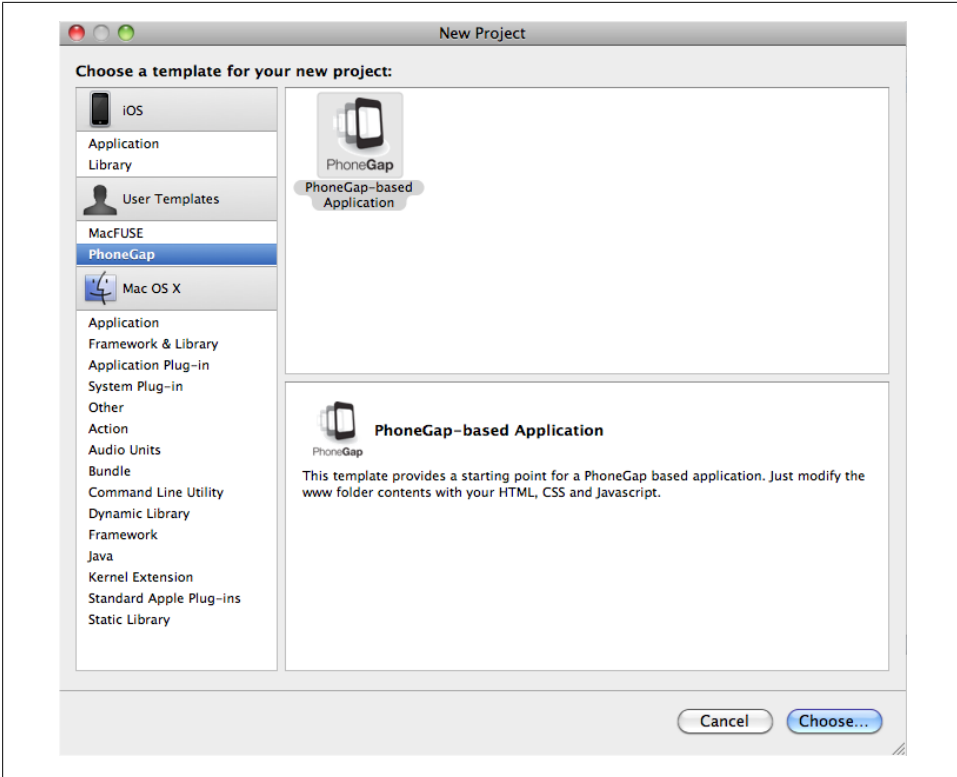 New Project
Choose a template for your new project:
iOS
Application
Library
User Templates
MacFUSE
PhoneGap
Mac OS X
Application
Framework & Library
Application Plug-in
System Plug-in
Other
Action
Audio Units
Bundle
Command Line Utility
Dynamic Library
Framework
Java
Kernel Extension
Standard Apple Plug-ins
Static Library
PhoneGap
PhoneGap-based
Application
PhoneGap
PhoneGap-based Application
This template provides a starting point for a PhoneGap based application. Just modify the
www folder contents with your HTML, CSS and Javascript.
Cancel
Choose...